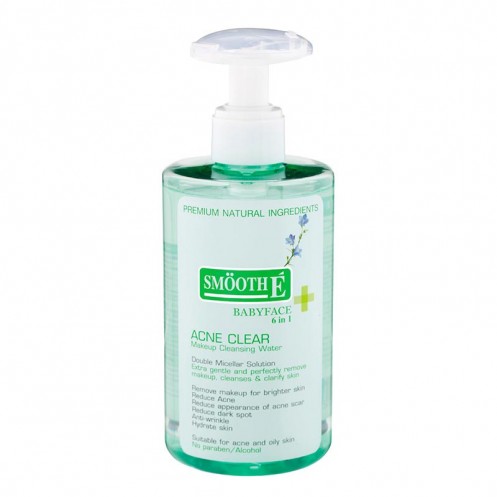 PREMIUM NATURAL INGREDIENTS
SMÖOTH É
BABYFACE
6 in 1
ACNE CLEAR
Makeup Cleansing Water
Double Micellar Solution
Extra gentle and perfectly remove
makeup, cleanses & clarify skin
Remove makeup for brighter skin
Reduce Acne
Reduce appearance of acne scar
Reduce dark spot
Anti-wrinkle
Hydrate skin
Suitable for acne and oily skin
No paraben/Alcohol